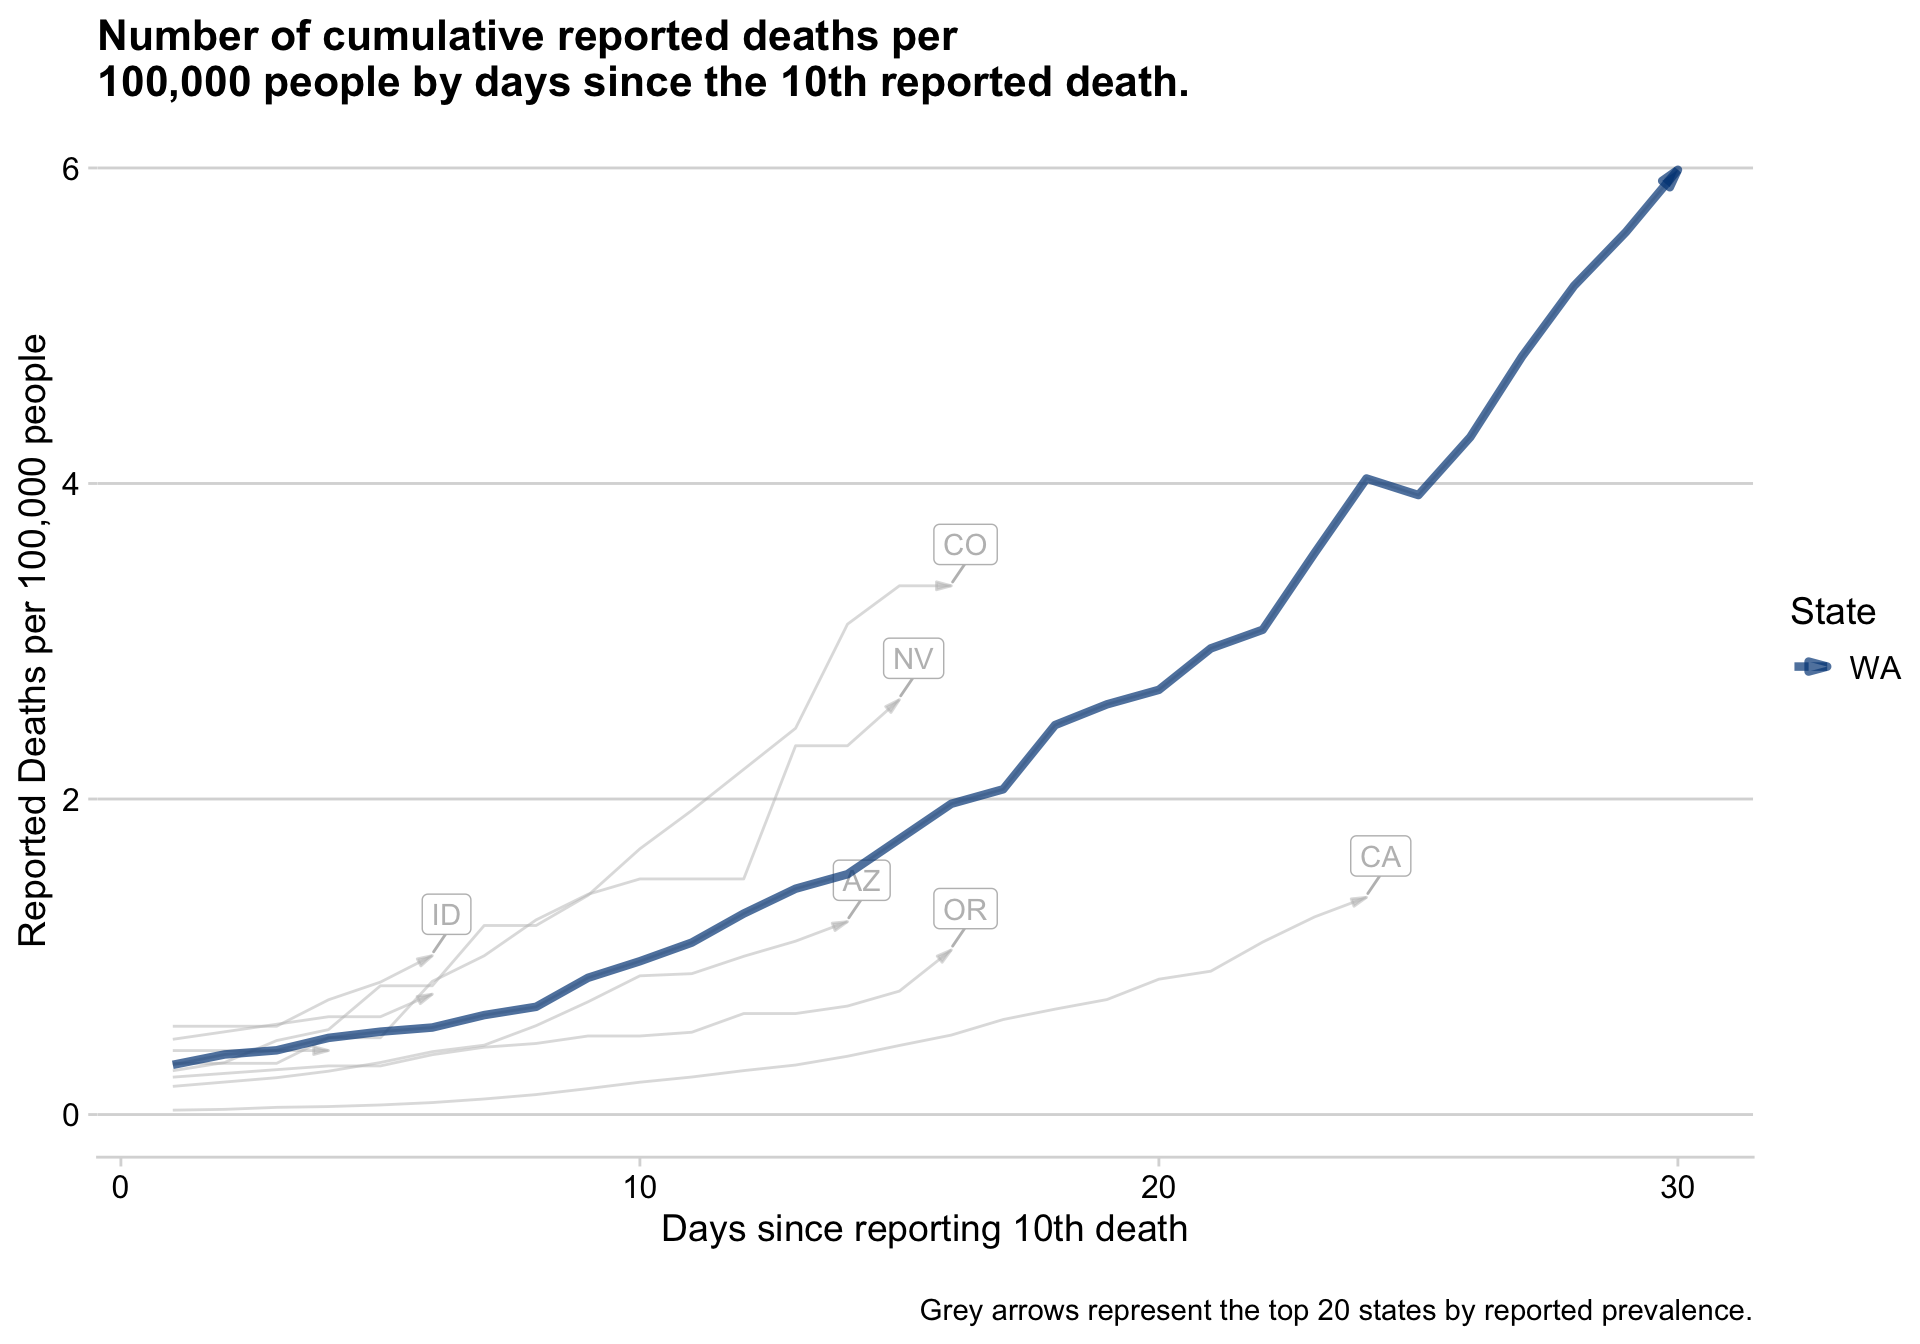 Number of cumulative reported deaths per
100,000 people by days since the 10th reported death.
Reported Deaths per 100,000 people
6
4
2
0
CO
NV
AZ
ID
OR
CA
State
WA
0 10 20 30
Days since reporting 10th death
Grey arrows represent the top 20 states by reported prevalence.